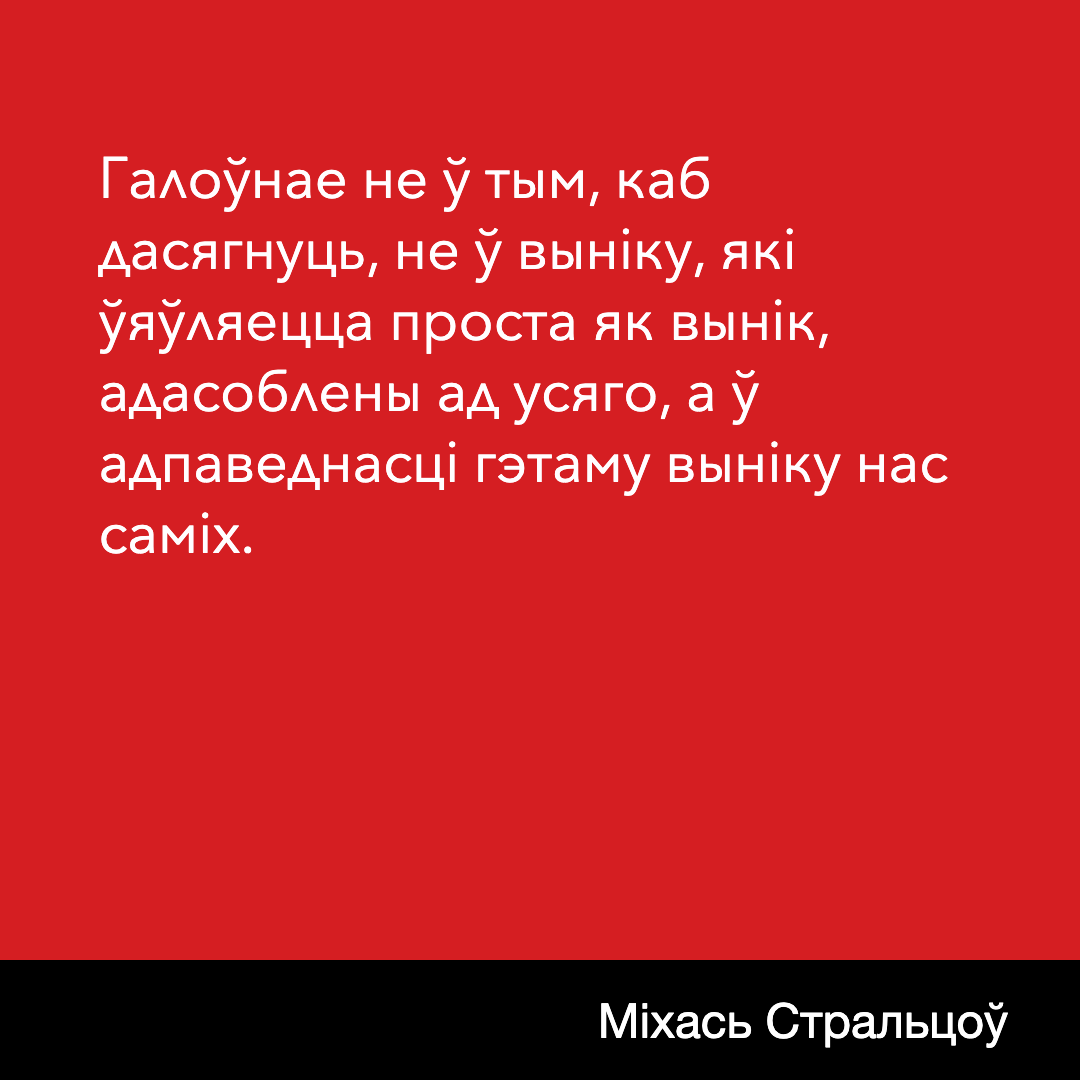 Галоўнае не ў тым, каб
дасягнуць, не ў выніку, які
ўяўляецца проста як вынік,
адасоблены ад усяго, а ў
адпаведнасці гэтаму выніку нас
саміх.
Міхась Стральцоў